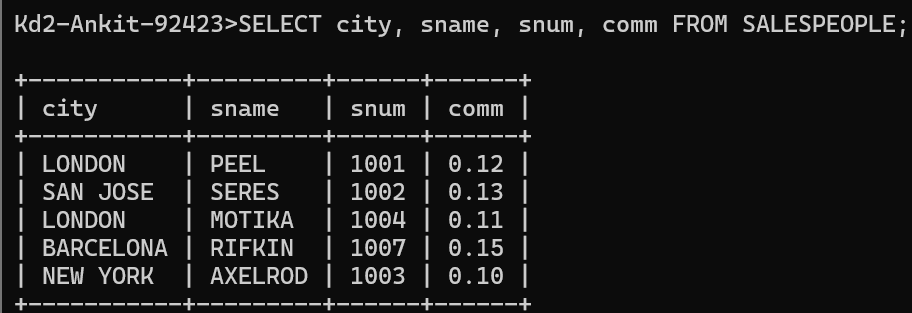 Kd2-Ankit-92423>SELECT city, sname, snum, comm FROM SALESPEOPLE;
+-----------+---------+------+------+
| city      | sname   | snum | comm |
+-----------+---------+------+------+
| LONDON    | PEEL    | 1001 | 0.12 |
| SAN JOSE  | SERES   | 1002 | 0.13 |
| LONDON    | MOTIKA  | 1004 | 0.11 |
| BARCELONA | RIFKIN  | 1007 | 0.15 |
| NEW YORK  | AXELROD | 1003 | 0.10 |
+-----------+---------+------+------+